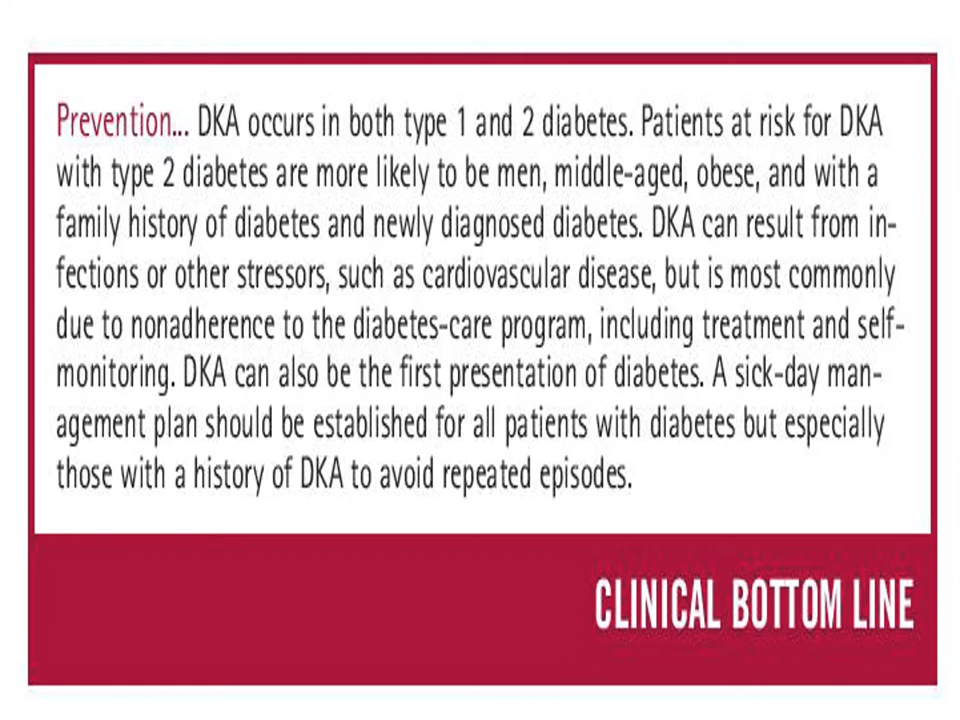 Prevention... DKA occurs in both type 1 and 2 diabetes. Patients at risk for DKA
with type 2 diabetes are more likely to be men, middle-aged, obese, and with a
family history of diabetes and newly diagnosed diabetes. DKA can result from in-
fections or other stressors, such as cardiovascular disease, but is most commonly
due to nonadherence to the diabetes-care program, including treatment and self-
monitoring. DKA can also be the first presentation of diabetes. A sick-day man-
agement plan should be established for all patients with diabetes but especially
those with a history of DKA to avoid repeated episodes.
CLINICAL BOTTOM LINE